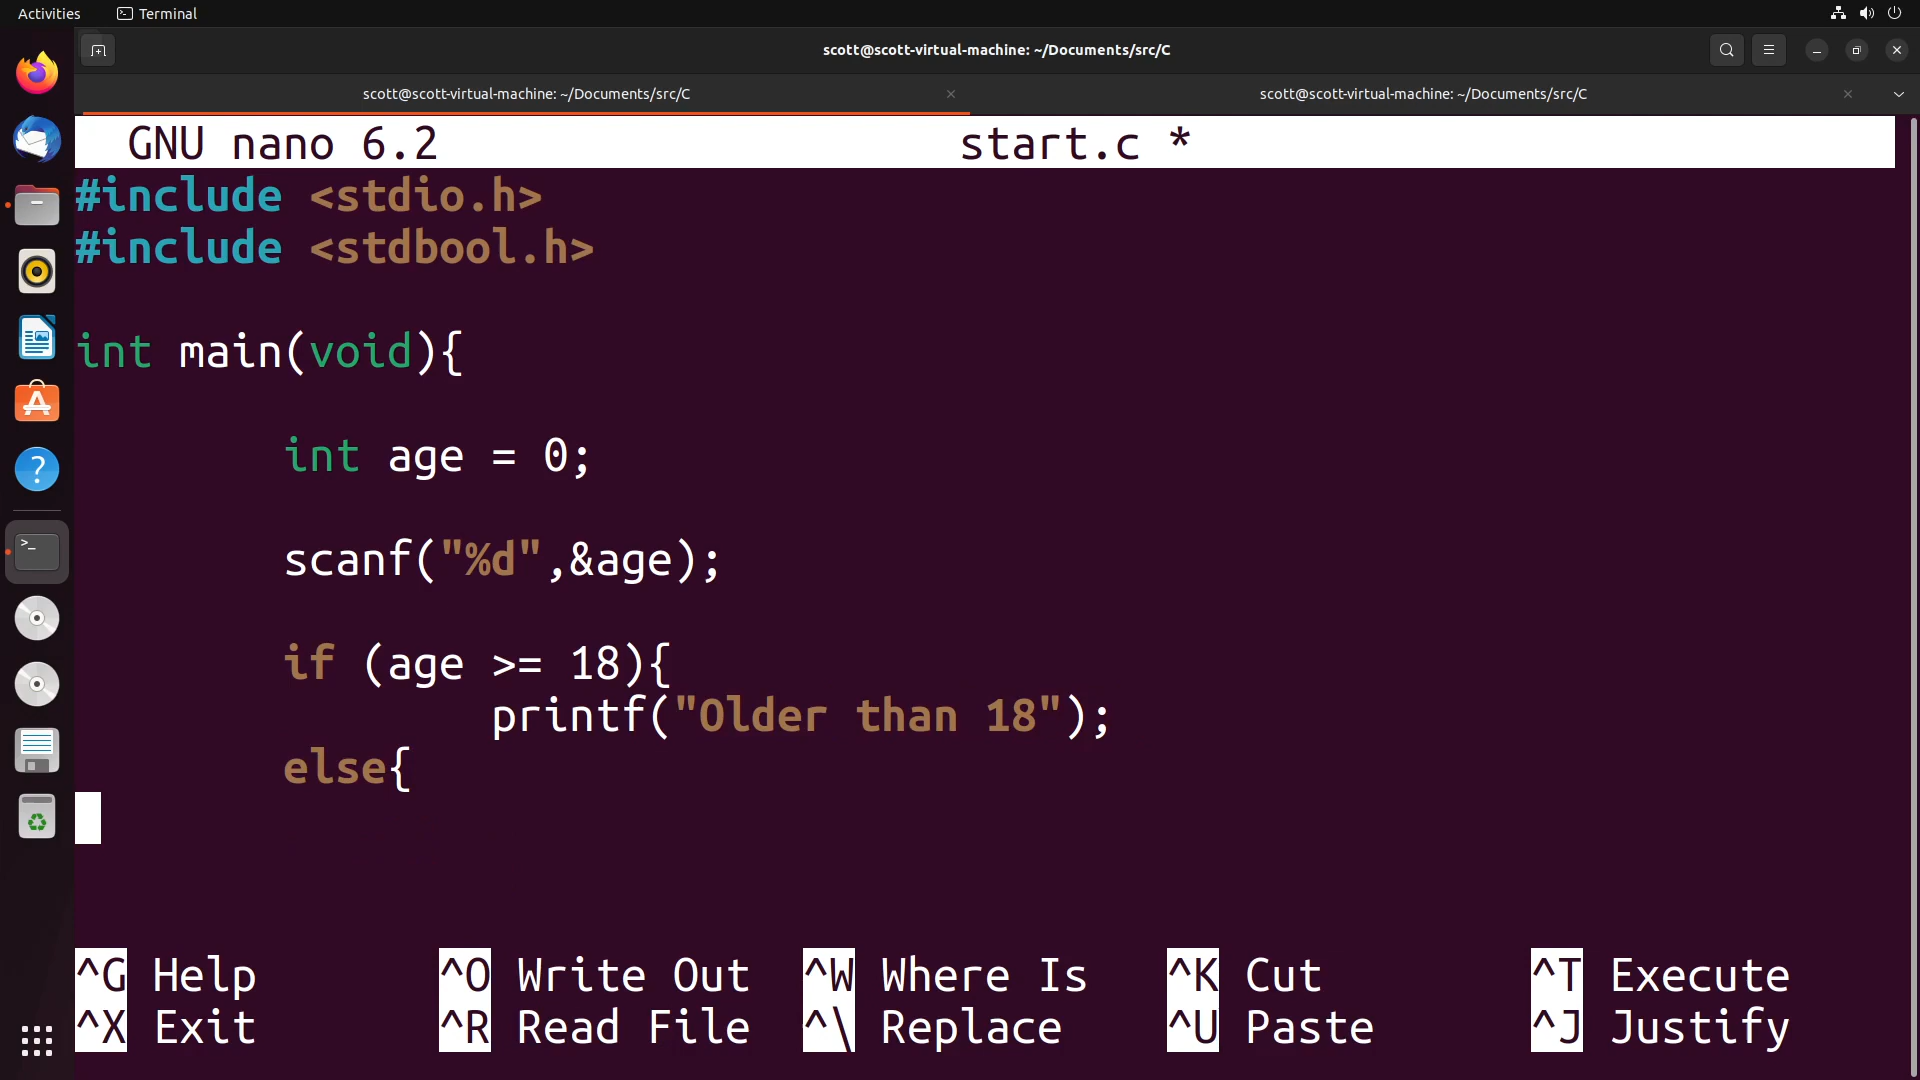 Activities Terminal
scott@scott-virtual-machine: ~/Documents/src/C
scott@scott-virtual-machine: ~/Documents/src/C scott@scott-virtual-machine: ~/Documents/src/C
GNU nano 6.2 start.c *
#include <stdio.h>
#include <stdbool.h>
int main(void){
int age = 0;
scanf("%d",&age);
if (age >= 18){
printf("Older than 18");
else{
^G Help ^O Write Out ^W Where Is ^K Cut ^T Execute
^X Exit ^R Read File ^\ Replace ^U Paste ^J Justify